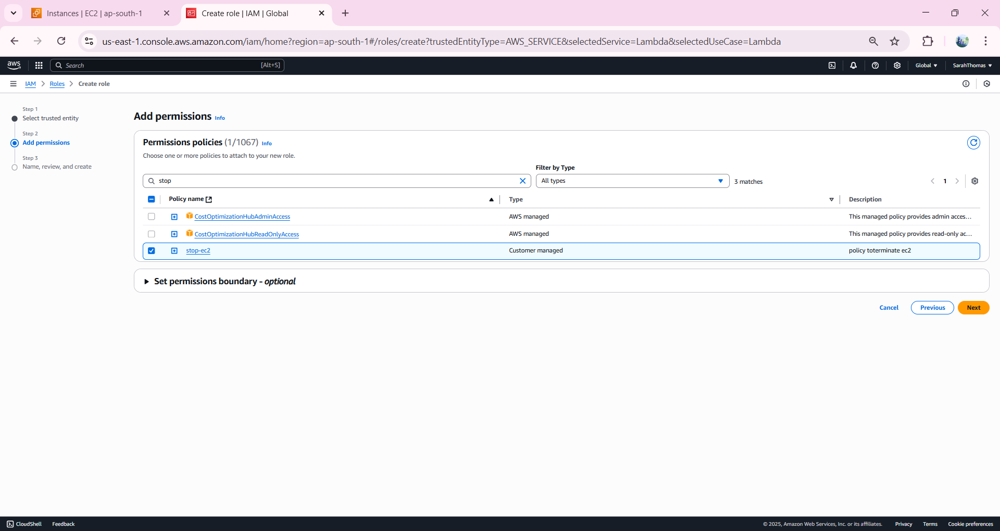 Instances | EC2 | ap-south-1
Create role | IAM | Global
us-east-1.console.aws.amazon.com/iam/home?region=ap-south-1#/roles/create?trustedEntityType=AWS_SERVICE&selectedService=Lambda&selectedUseCase=Lambda
aws
Search
[Alt+S]
Global
SarahThomas
IAM
Roles
Create role
Step 1
Select trusted entity
Step 2
Add permissions
Step 3
Name, review, and create
Add permissions Info
Permissions policies (1/1067) Info
Choose one or more policies to attach to your new role.
Filter by Type
stop
All types
3 matches
1
Policy name
Type
Description
CostOptimizationHubAdminAccess
AWS managed
This managed policy provides admin acces...
CostOptimizationHubReadOnlyAccess
AWS managed
This managed policy provides read-only ac...
stop-ec2
Customer managed
policy toterminate ec2
Set permissions boundary - optional
Cancel
Previous
Next
CloudShell
Feedback
© 2025, Amazon Web Services, Inc. or its affiliates.
Privacy
Terms
Cookie preferences